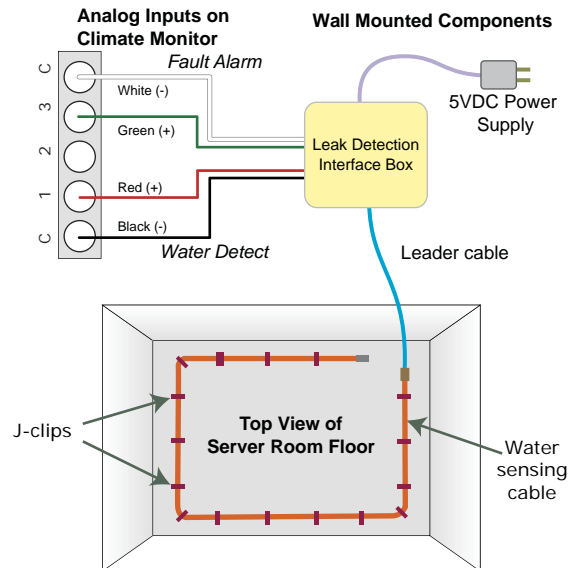 Analog Inputs on
Climate Monitor
Wall Mounted Components
Fault Alarm
C
White (-)
3
Green (+)
2
1
Red (+)
C
Black (-)
Water Detect
Leak Detection
Interface Box
5VDC Power
Supply
Leader cable
J-clips
Top View of
Server Room Floor
Water
sensing
cable